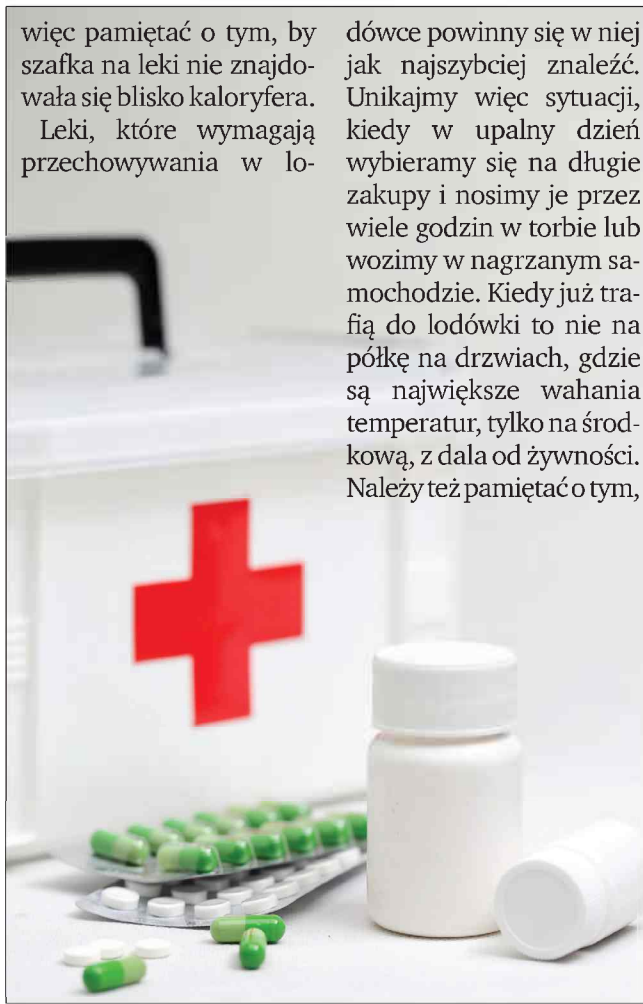 więc pamiętać o tym, by
szafka na leki nie znajdo-
wała się blisko kaloryfera.
Leki, które wymagają
przechowywania w lo-
dówce powinny się w niej
jak najszybciej znaleźć.
Unikajmy więc sytuacji,
kiedy w upalny dzień
wybieramy się na długie
zakupy i nosimy je przez
wiele godzin w torbie lub
wozimy w nagrzanym sa-
mochodzie. Kiedy już tra-
fią do lodówki to nie na
półkę na drzwiach, gdzie
są największe wahania
temperatur, tylko na środ-
kową, z dala od żywności.
Należy też pamiętać o tym,